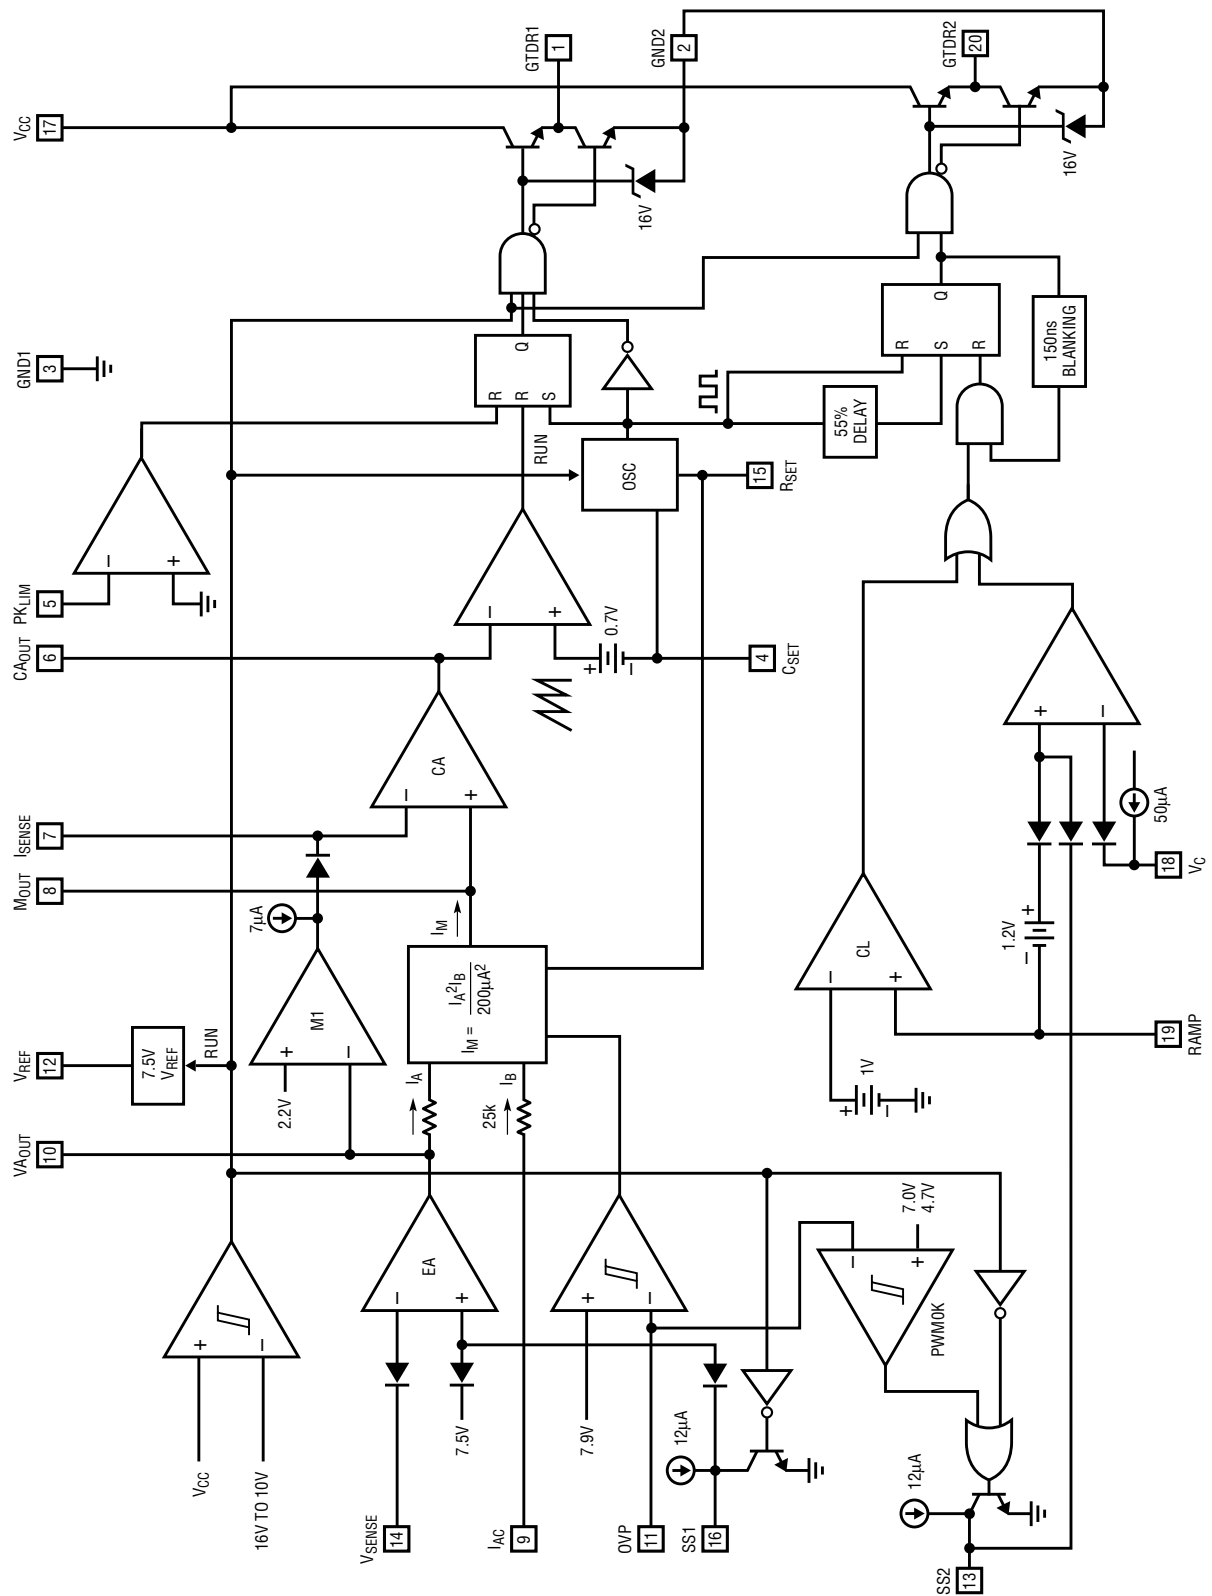 VAOUT
10
VREF
12
MOUT
8
ISENSE
7
CAOUT
6
PKLIM
5
GND1
3
VCC
17
7.5V
VREF
RUN
− +
VCC
16V TO 10V
+ −
2.2V
+ −
M1
7µA
VSENSE
14
7.5V
− +
EA
IA
25k
IB
IM = IA²IB / 200µA²
IM
− +
CA
IAC
9
− +
RUN
R
R
S
Q
GTDR1
1
16V
GND2
2
OVP
11
7.9V
+ −
OSC
0.7V
+ −
CSET
4
RSET
15
SS1
16
12µA
− +
7.0V
4.7V
PWMOK
1V
+ −
− +
CL
55%
DELAY
R
S
R
Q
150ns
BLANKING
GTDR2
20
16V
SS2
13
12µA
1.2V
− +
+ −
50µA
RAMP
19
VC
18